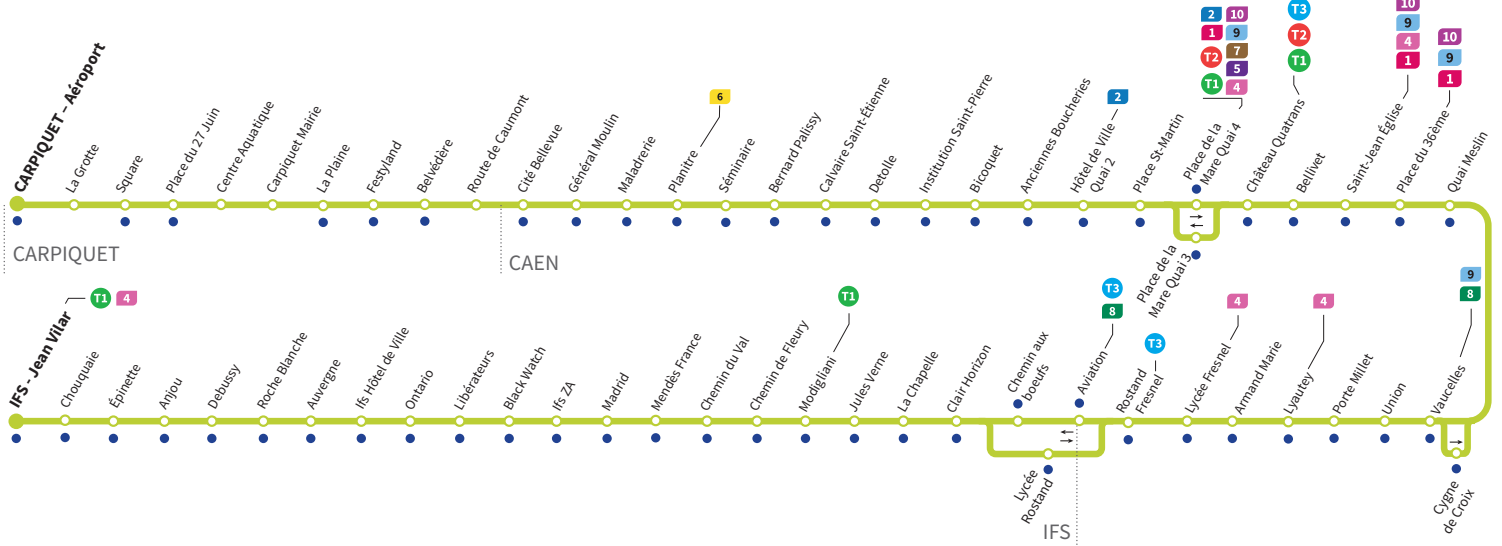 CARPIQUET – Aéroport
La Grotte
Square
Place du 27 Juin
Centre Aquatique
Carpiquet Mairie
La Plaine
Festyland
Belvédère
Route de Caumont
Cité Bellevue
Général Moulin
Maladrerie
Planitre
6
Séminaire
Bernard Palissy
Calvaire Saint-Étienne
Detolle
Institution Saint-Pierre
Bicoquet
Anciennes Boucheries
Hôtel de Ville
Quai 2
2
Place St-Martin
Place de la
Mare Quai 4
2 10
1 9
T2 7
5
T1 4
Place de la
Mare Quai 3
Château Quatrans
Bellivet
T3
T2
T1
Saint-Jean Église
Place du 36ème
10
9
4
1
Quai Meslin
10
9
1
CARPIQUET
CAEN
IFS - Jean Vilar
T1 4
Chouquaie
Épinette
Anjou
Debussy
Roche Blanche
Auvergne
Ifs Hôtel de Ville
Ontario
Libérateurs
Black Watch
Ifs ZA
Madrid
Mendès France
Chemin du Val
Chemin de Fleury
Modigliani
T1
Jules Verne
La Chapelle
Clair Horizon
Chemin aux
boeufs
Lycée
Rostand
Aviation
T3
8
Rostand
Fresnel
T3
Lycée Fresnel
4
Armand Marie
Lyautey
4
Porte Millet
Union
Vaucelles
9
8
Cygne
de Croix
IFS